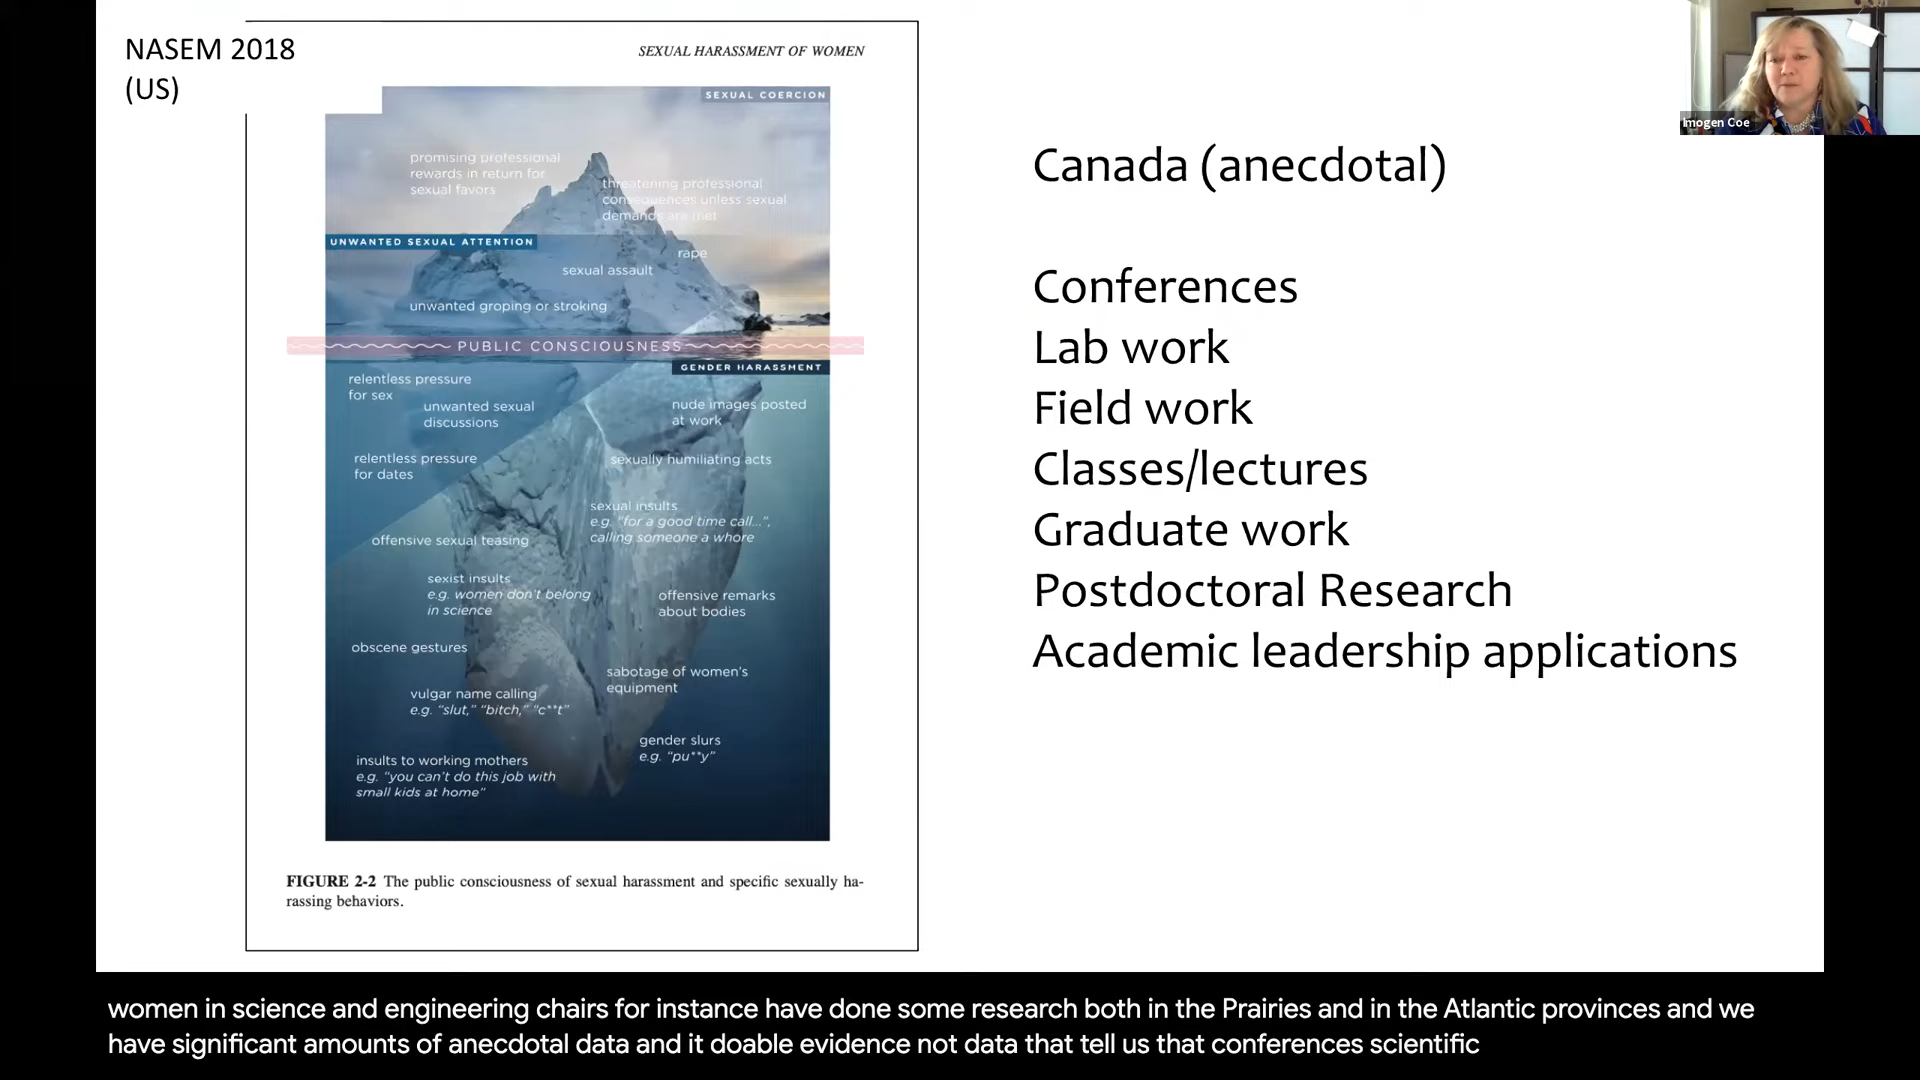 NASEM 2018
(US)
SEXUAL HARASSMENT OF WOMEN
SEXUAL COERCION
promising professional
rewards in return for
sexual favors
threatening professional
consequences unless sexual
demands are met
UNWANTED SEXUAL ATTENTION
rape
sexual assault
unwanted groping or stroking
PUBLIC CONSCIOUSNESS
GENDER HARASSMENT
relentless pressure
for sex
unwanted sexual
discussions
nude images posted
at work
relentless pressure
for dates
sexually humiliating acts
sexual insults
e.g. "for a good time call...",
calling someone a whore
offensive sexual teasing
sexist insults
e.g. women don't belong
in science
offensive remarks
about bodies
obscene gestures
sabotage of women's
equipment
vulgar name calling
e.g. "slut," "bitch," "c**t"
gender slurs
e.g. "pu**y"
insults to working mothers
e.g. "you can't do this job with
small kids at home"
FIGURE 2-2 The public consciousness of sexual harassment and specific sexually ha-
rassing behaviors.
Canada (anecdotal)
Conferences
Lab work
Field work
Classes/lectures
Graduate work
Postdoctoral Research
Academic leadership applications
Imogen Coe
women in science and engineering chairs for instance have done some research both in the Prairies and in the Atlantic provinces and we
have significant amounts of anecdotal data and it doable evidence not data that tell us that conferences scientific